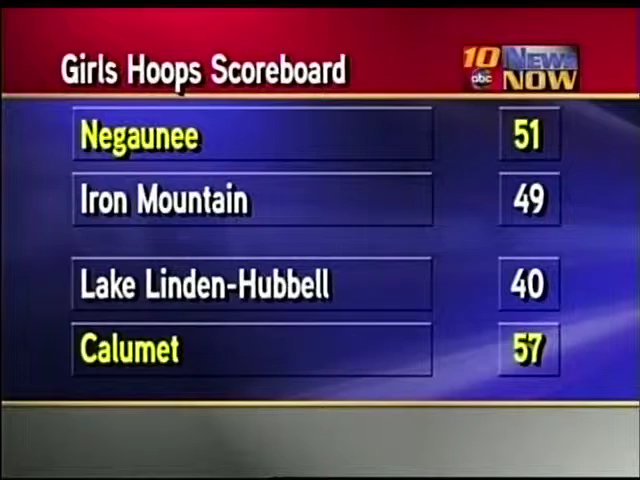 Girls Hoops Scoreboard
10 abc NEWS NOW
Negaunee 51
Iron Mountain 49
Lake Linden-Hubbell 40
Calumet 57